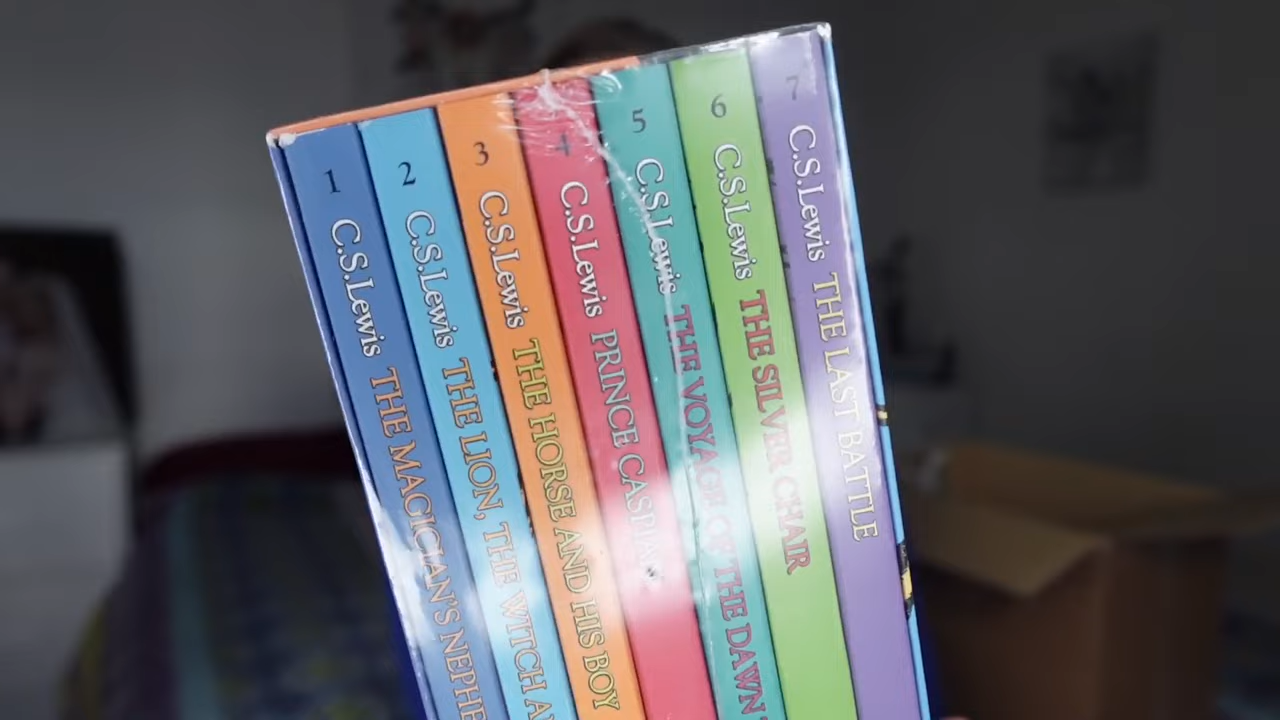 1 C.S.Lewis THE MAGICIAN'S NEPHE
2 C.S.Lewis THE LION, THE WITCH A
3 C.S.Lewis THE HORSE AND HIS BOY
4 C.S.Lewis PRINCE CASPIAN
5 C.S.Lewis THE VOYAGE OF THE DAWN
6 C.S.Lewis THE SILVER CHAIR
7 C.S.Lewis THE LAST BATTLE